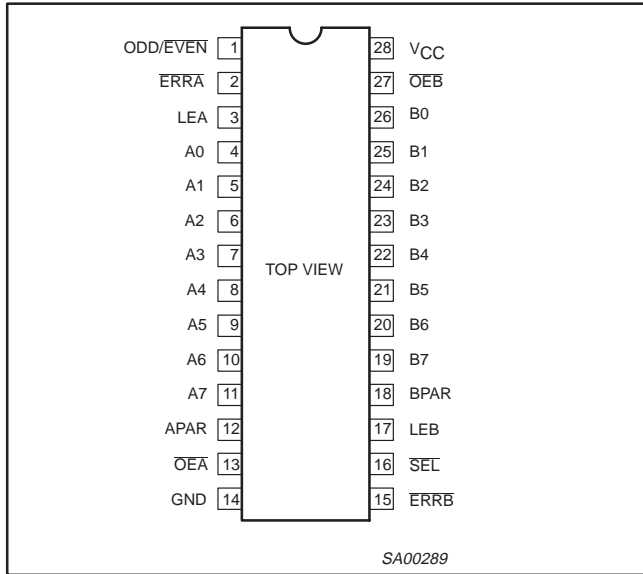 ODD/EVEN 1 28 VCC
ERRA 2 27 OEB
LEA 3 26 B0
A0 4 25 B1
A1 5 24 B2
A2 6 23 B3
A3 7 22 B4
TOP VIEW
A4 8 21 B5
A5 9 20 B6
A6 10 19 B7
A7 11 18 BPAR
APAR 12 17 LEB
OEA 13 16 SEL
GND 14 15 ERRB
SA00289